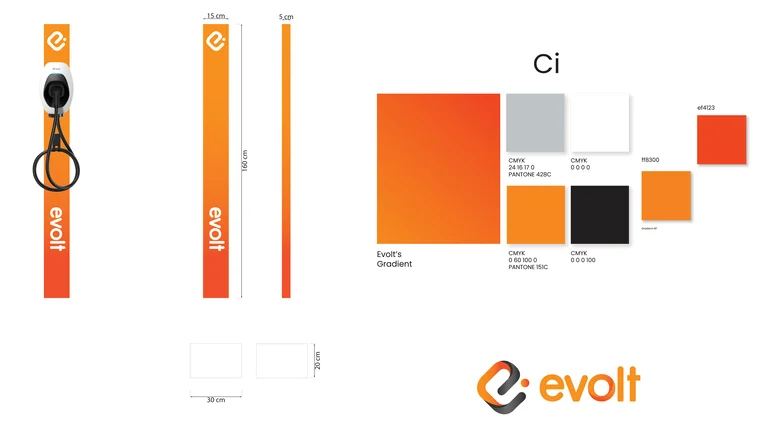 evolt
15 cm
5 cm
160 cm
evolt
30 cm
20 cm
Ci
Evolt's
Gradient
CMYK
24 16 17 0
PANTONE 428C
CMYK
0 0 0 0
CMYK
0 60 100 0
PANTONE 151C
CMYK
0 0 0 100
ff8300
ef4123
evolt